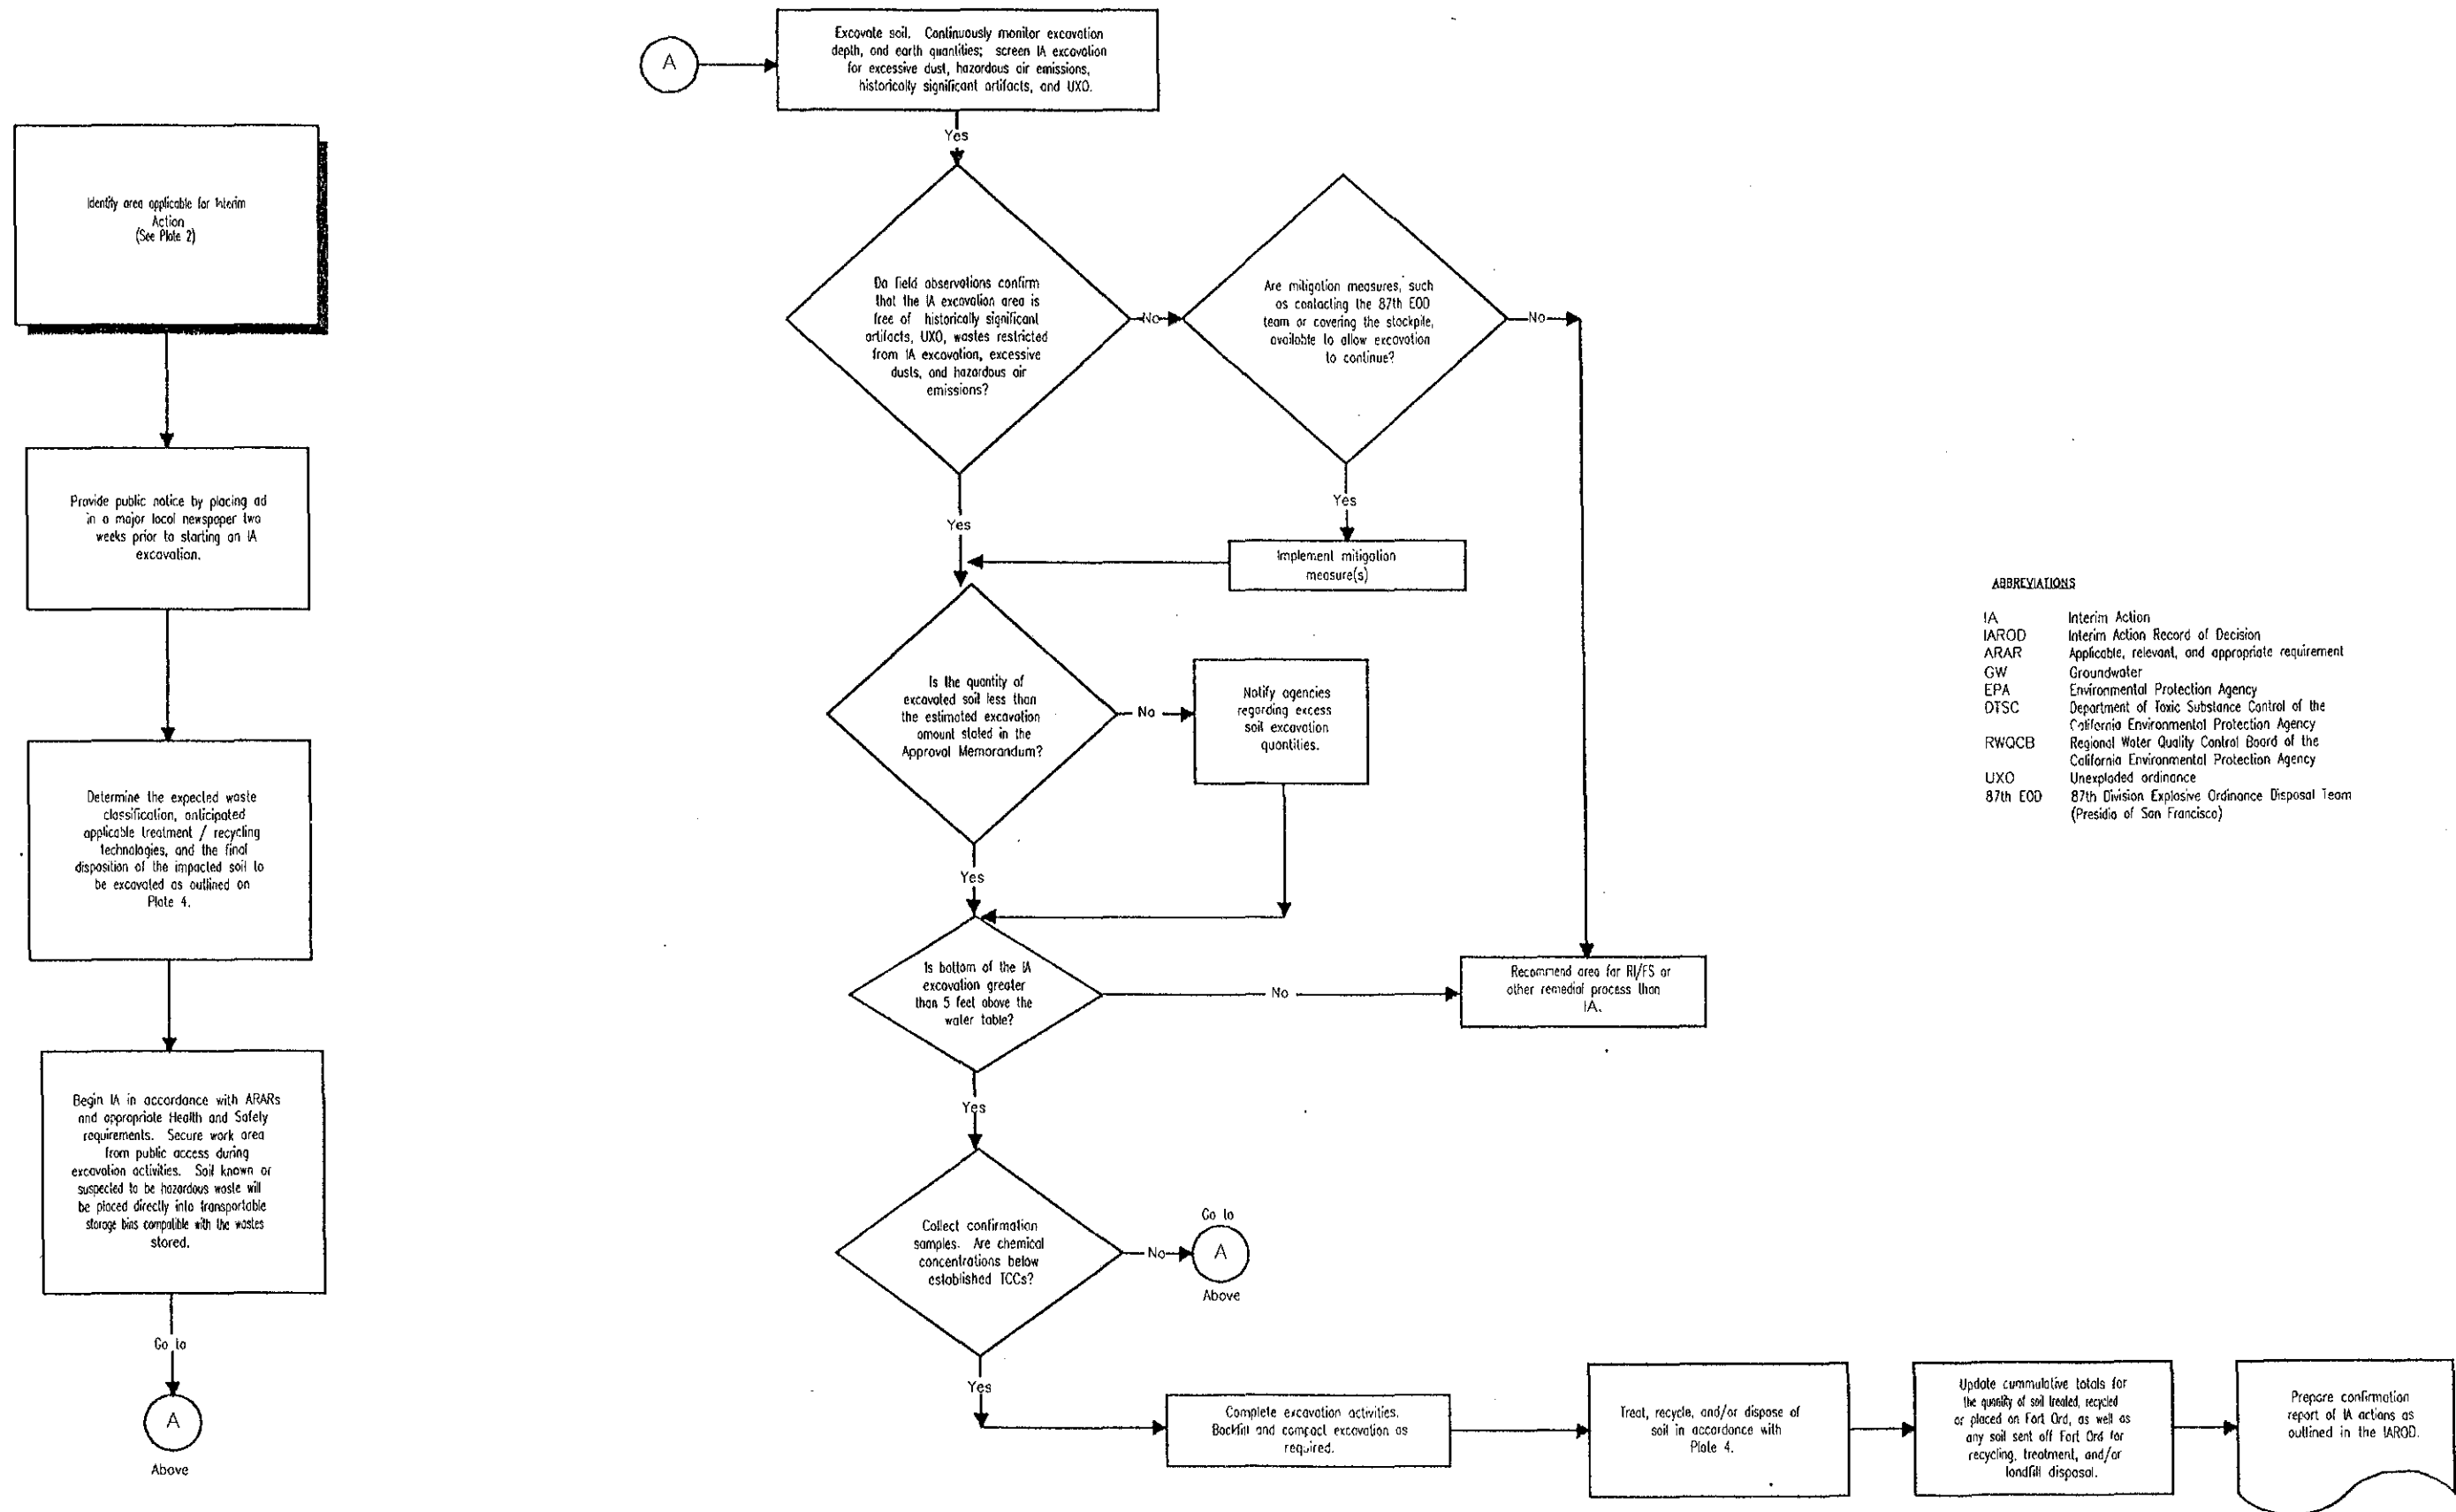 Identify area applicable for Interim
Action
(See Plate 2)
Provide public notice by placing ad
in a major local newspaper two
weeks prior to starting an IA
excavation.
Determine the expected waste
classification, anticipated
applicable treatment / recycling
technologies, and the final
disposition of the impacted soil to
be excavated as outlined on
Plate 4.
Begin IA in accordance with ARARs
and appropriate Health and Safety
requirements. Secure work area
from public access during
excavation activities. Soil known or
suspected to be hazardous waste will
be placed directly into transportable
storage bins compatible with the wastes
stored.
Go to
A
Above
A
Excavate soil. Continuously monitor excavation
depth, and earth quantities; screen IA excavation
for excessive dust, hazardous air emissions,
historically significant artifacts, and UXO.
Yes
Do field observations confirm
that the IA excavation area is
free of historically significant
artifacts, UXO, wastes restricted
from IA excavation, excessive
dusts, and hazardous air
emissions?
No
Are mitigation measures, such
as contacting the 87th EOD
team or covering the stockpile,
available to allow excavation
to continue?
No
Yes
Yes
Implement mitigation
measure(s)
Is the quantity of
excavated soil less than
the estimated excavation
amount stated in the
Approval Memorandum?
No
Notify agencies
regarding excess
soil excavation
quantities.
Yes
Is bottom of the IA
excavation greater
than 5 feet above the
water table?
No
Recommend area for RI/FS or
other remedial process than
IA.
Yes
Collect confirmation
samples. Are chemical
concentrations below
established TCCs?
No
Go to
A
Above
Yes
Complete excavation activities.
Backfill and compact excavation as
required.
Treat, recycle, and/or dispose of
soil in accordance with
Plate 4.
Update cummulative totals for
the quantity of soil treated, recycled
or placed on Fort Ord, as well as
any soil sent off Fort Ord for
recycling, treatment, and/or
landfill disposal.
Prepare confirmation
report of IA actions as
outlined in the IAROD.
ABBREVIATIONS
IA Interim Action
IAROD Interim Action Record of Decision
ARAR Applicable, relevant, and appropriate requirement
GW Groundwater
EPA Environmental Protection Agency
DTSC Department of Toxic Substance Control of the
California Environmental Protection Agency
RWQCB Regional Water Quality Control Board of the
California Environmental Protection Agency
UXO Unexploded ordinance
87th EOD 87th Division Explosive Ordinance Disposal Team
(Presidio of San Francisco)